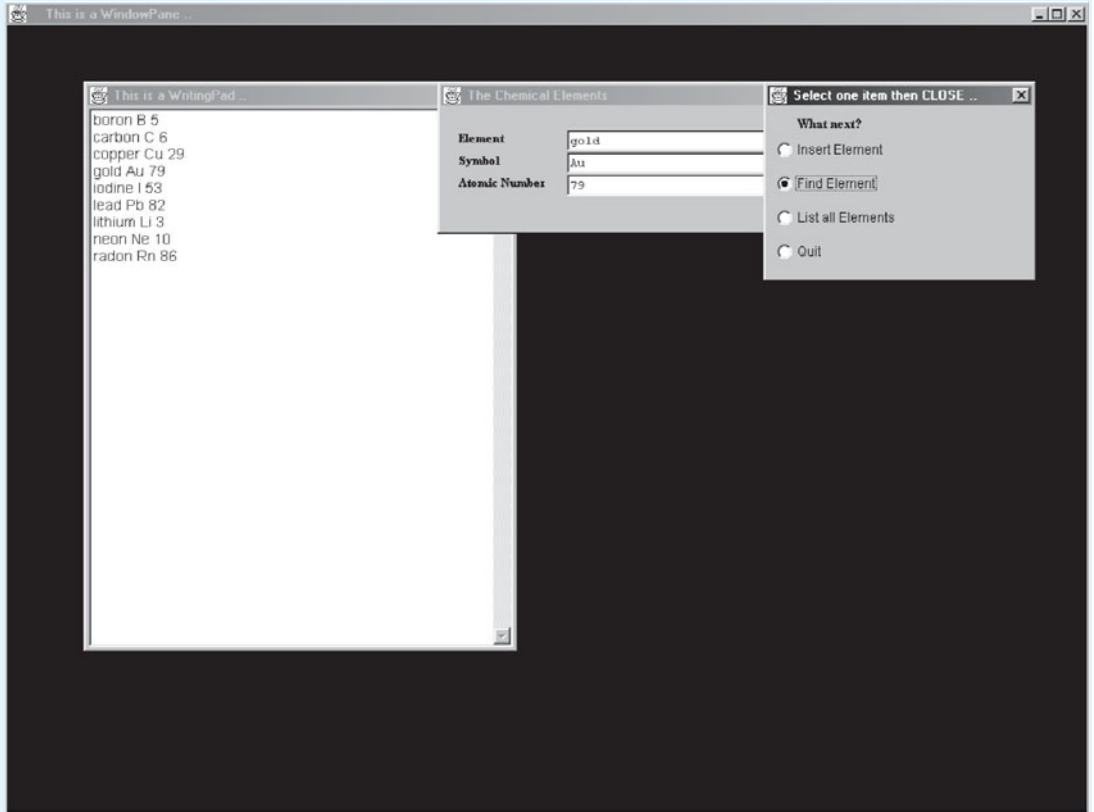 This is a WindowPane ..
This is a WritingPad ..
boron B 5
carbon C 6
copper Cu 29
gold Au 79
iodine I 53
lead Pb 82
lithium Li 3
neon Ne 10
radon Rn 86
The Chemical Elements
Element gold
Symbol Au
Atomic Number 79
Select one item then CLOSE ..
What next?
Insert Element
Find Element
List all Elements
Quit